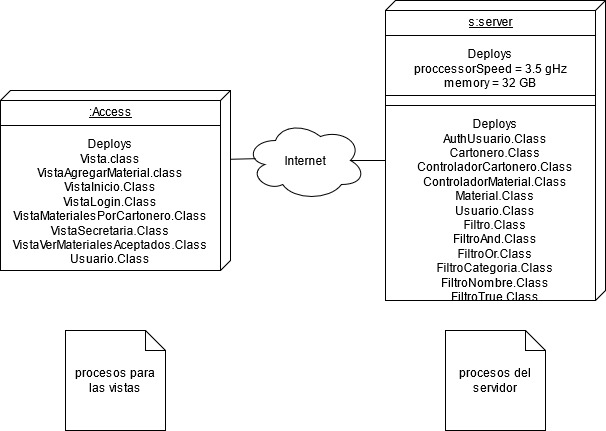 :Access
Deploys
Vista.class
VistaAgregarMaterial.class
VistaInicio.Class
VistaLogin.Class
VistaMaterialesPorCartonero.Class
VistaSecretaria.Class
VistaVerMaterialesAceptados.Class
Usuario.Class
Internet
s:server
Deploys
proccessorSpeed = 3.5 gHz
memory = 32 GB
Deploys
AuthUsuario.Class
Cartonero.Class
ControladorCartonero.Class
ControladorMaterial.Class
Material.Class
Usuario.Class
Filtro.Class
FiltroAnd.Class
FiltroOr.Class
FiltroCategoria.Class
FiltroNombre.Class
FiltroTrue.Class
procesos para
las vistas
procesos del
servidor